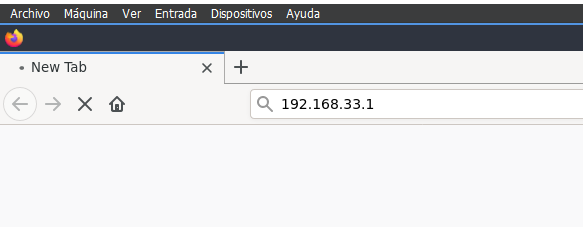 Archivo Máquina Ver Entrada Dispositivos Ayuda
New Tab
192.168.33.1